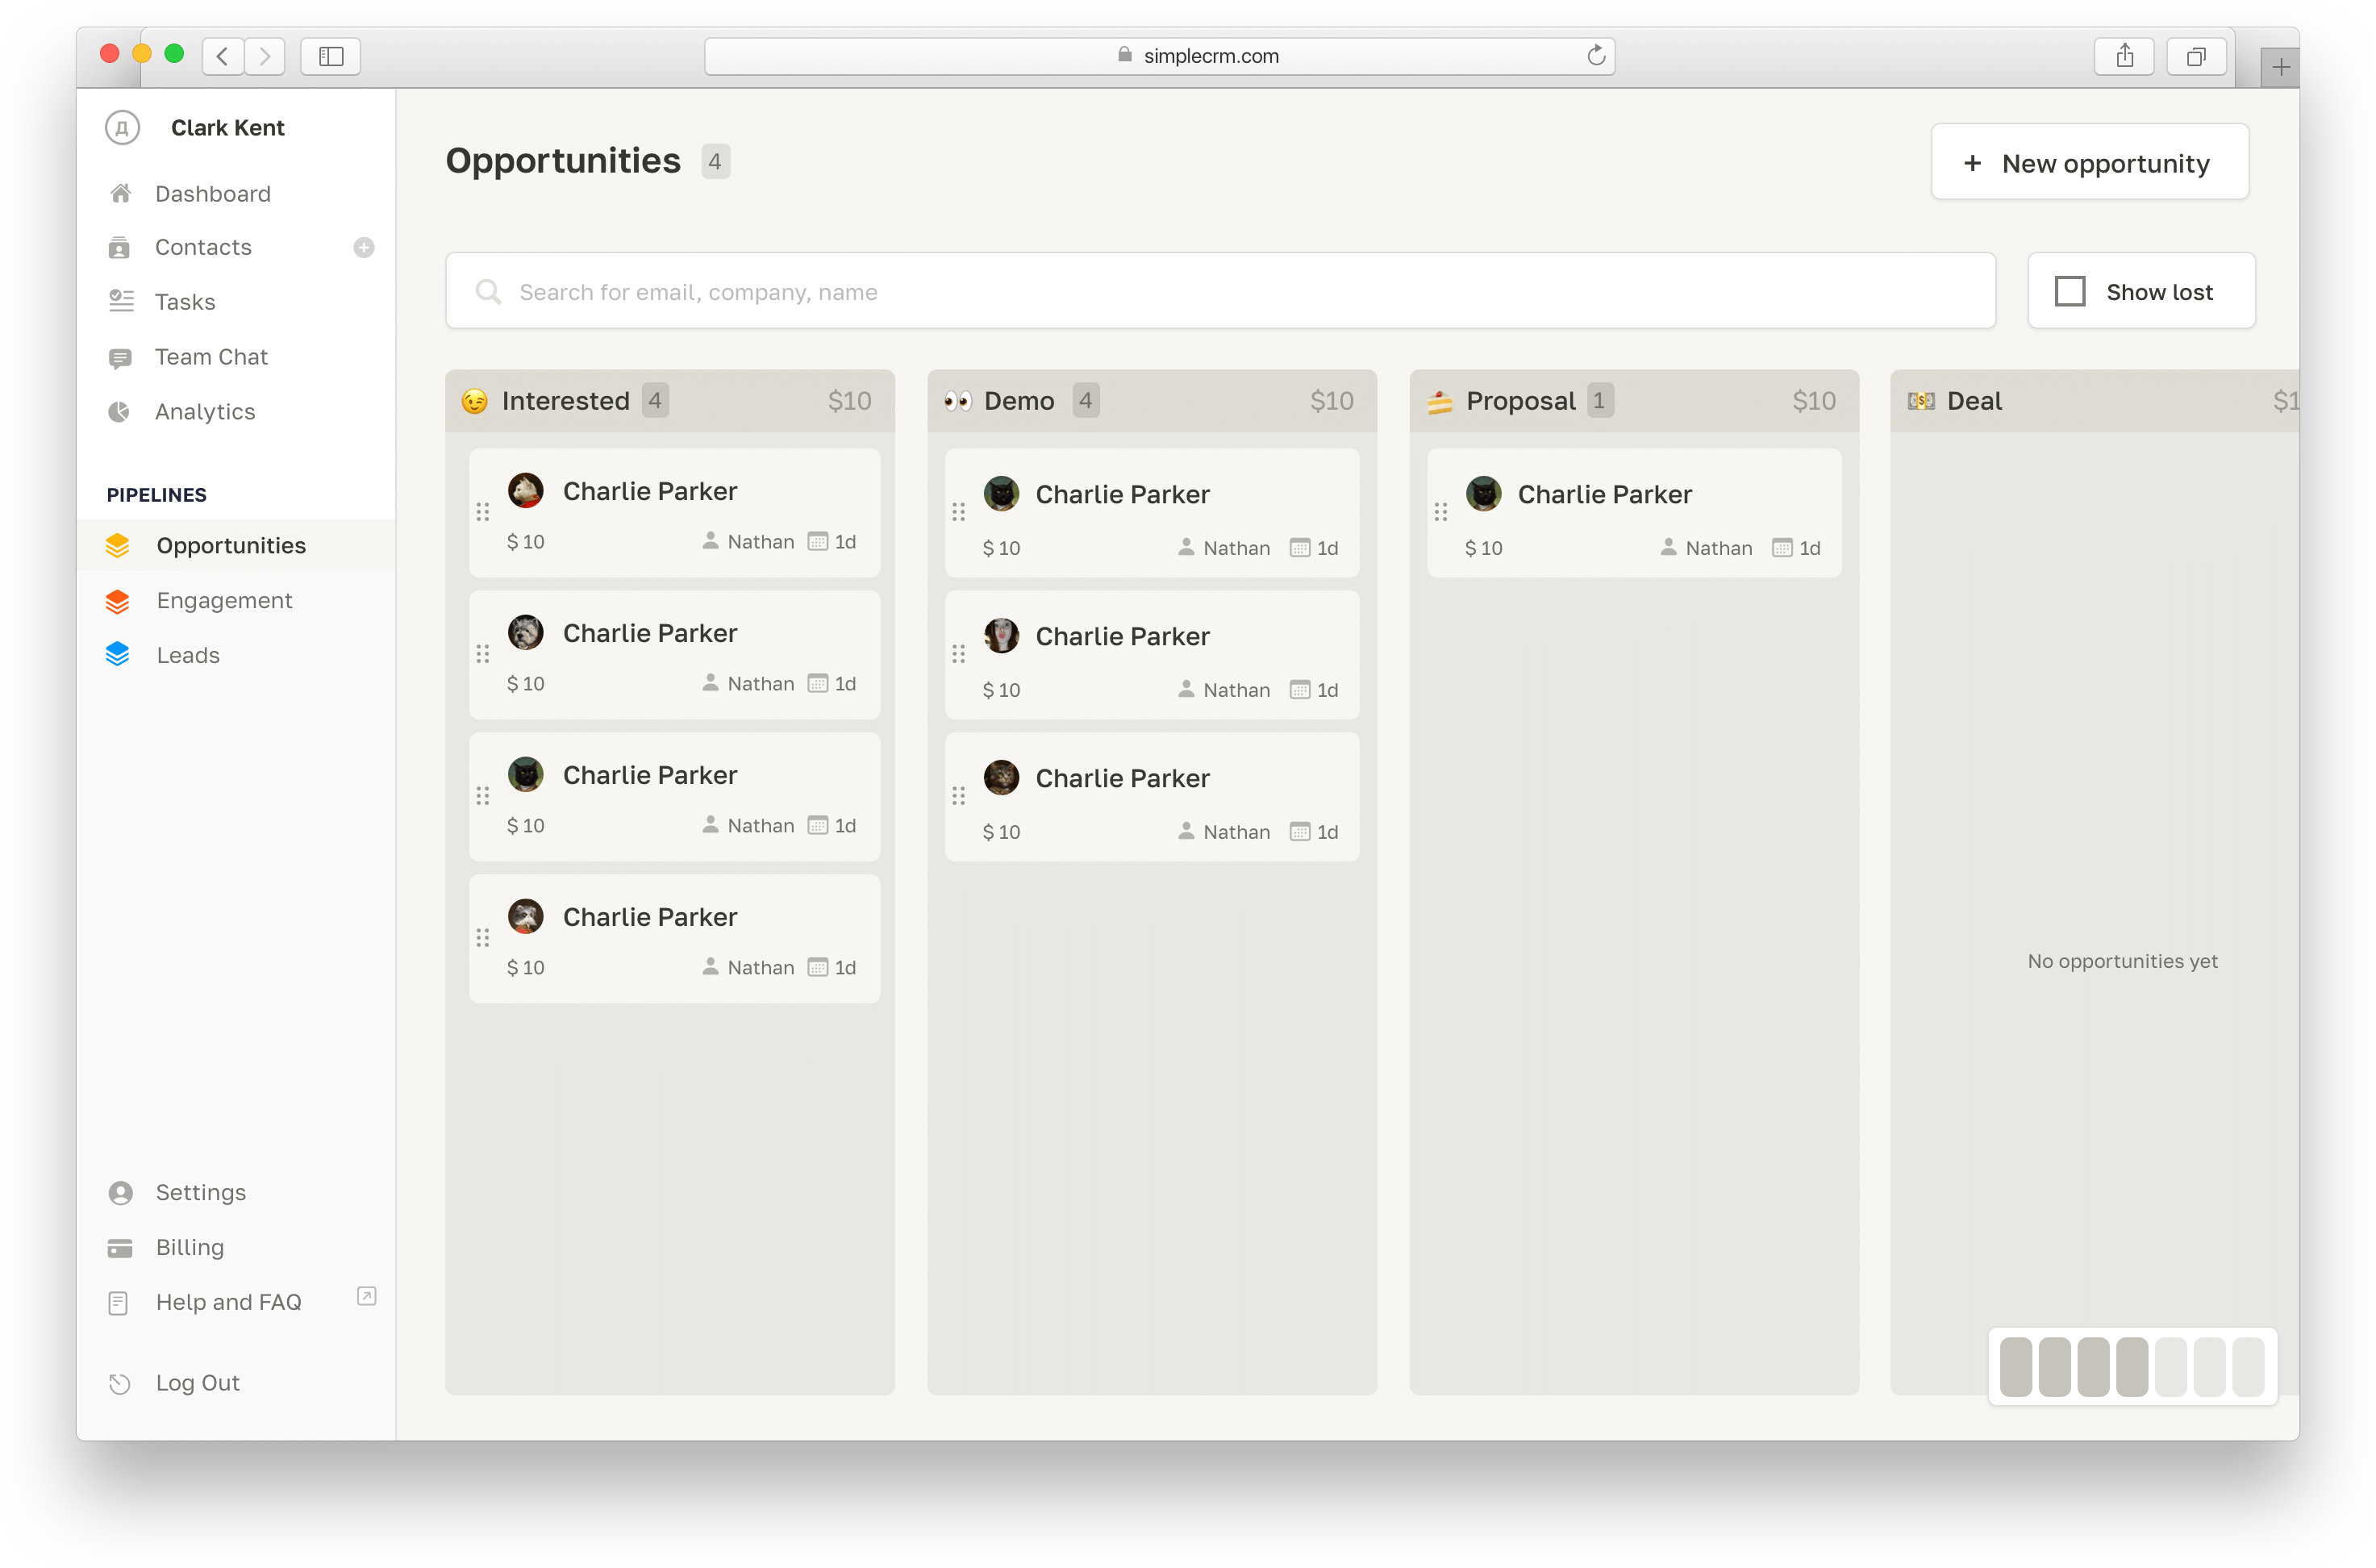 simplecrm.com
Д Clark Kent
Dashboard
Contacts
Tasks
Team Chat
Analytics
PIPELINES
Opportunities
Engagement
Leads
Settings
Billing
Help and FAQ
Log Out
Opportunities 4
+ New opportunity
Search for email, company, name
Show lost
Interested 4 $10
Charlie Parker
$ 10 Nathan 1d
Charlie Parker
$ 10 Nathan 1d
Charlie Parker
$ 10 Nathan 1d
Charlie Parker
$ 10 Nathan 1d
Demo 4 $10
Charlie Parker
$ 10 Nathan 1d
Charlie Parker
$ 10 Nathan 1d
Charlie Parker
$ 10 Nathan 1d
Proposal 1 $10
Charlie Parker
$ 10 Nathan 1d
Deal $1
No opportunities yet